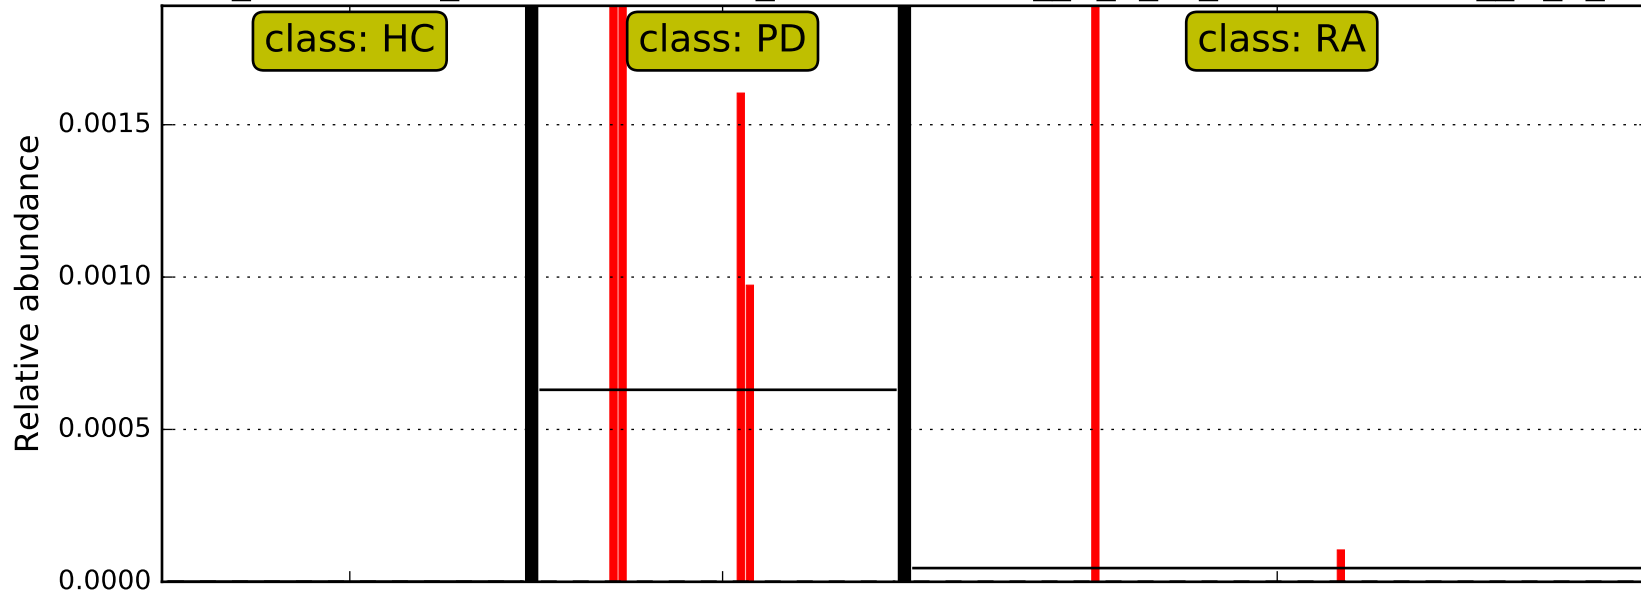 class: HC
class: PD
class: RA
Relative abundance
0.0015
0.0010
0.0005
0.0000